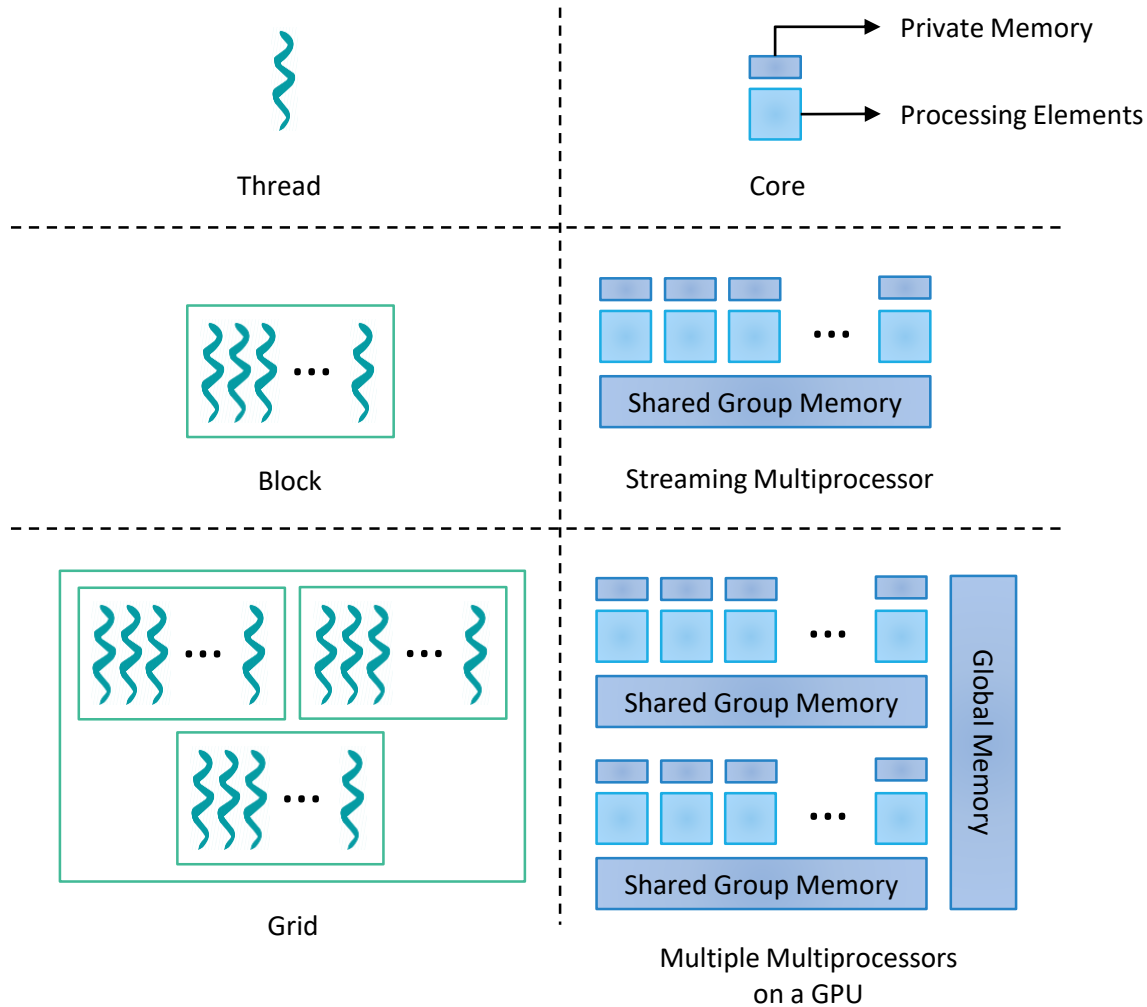 Private Memory
Processing Elements
Thread
Core
...
...
Shared Group Memory
Block
Streaming Multiprocessor
...
...
...
Shared Group Memory
...
...
Shared Group Memory
Global Memory
Grid
Multiple Multiprocessors
on a GPU